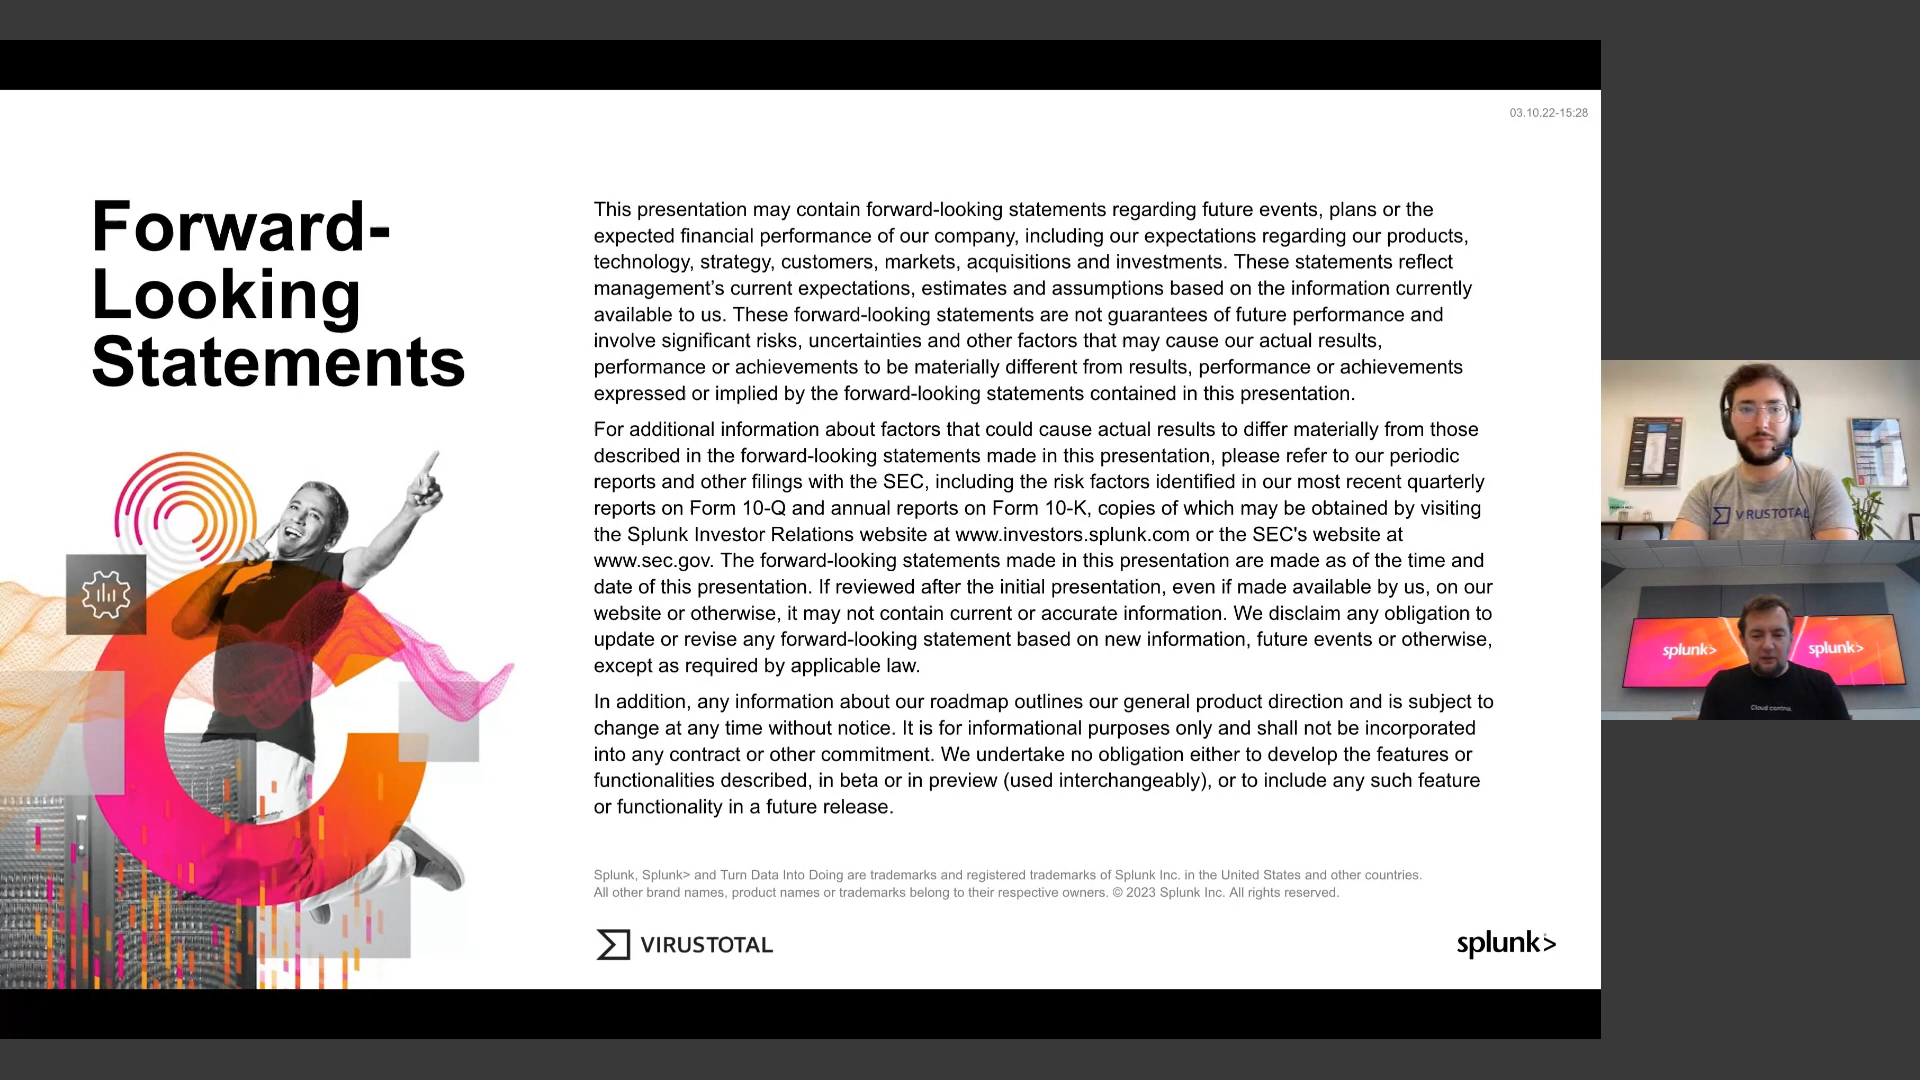 03.10.22-15:28
Forward-
Looking
Statements
This presentation may contain forward-looking statements regarding future events, plans or the
expected financial performance of our company, including our expectations regarding our products,
technology, strategy, customers, markets, acquisitions and investments. These statements reflect
management’s current expectations, estimates and assumptions based on the information currently
available to us. These forward-looking statements are not guarantees of future performance and
involve significant risks, uncertainties and other factors that may cause our actual results,
performance or achievements to be materially different from results, performance or achievements
expressed or implied by the forward-looking statements contained in this presentation.
For additional information about factors that could cause actual results to differ materially from those
described in the forward-looking statements made in this presentation, please refer to our periodic
reports and other filings with the SEC, including the risk factors identified in our most recent quarterly
reports on Form 10-Q and annual reports on Form 10-K, copies of which may be obtained by visiting
the Splunk Investor Relations website at www.investors.splunk.com or the SEC's website at
www.sec.gov. The forward-looking statements made in this presentation are made as of the time and
date of this presentation. If reviewed after the initial presentation, even if made available by us, on our
website or otherwise, it may not contain current or accurate information. We disclaim any obligation to
update or revise any forward-looking statement based on new information, future events or otherwise,
except as required by applicable law.
In addition, any information about our roadmap outlines our general product direction and is subject to
change at any time without notice. It is for informational purposes only and shall not be incorporated
into any contract or other commitment. We undertake no obligation either to develop the features or
functionalities described, in beta or in preview (used interchangeably), or to include any such feature
or functionality in a future release.
Splunk, Splunk> and Turn Data Into Doing are trademarks and registered trademarks of Splunk Inc. in the United States and other countries.
All other brand names, product names or trademarks belong to their respective owners. © 2023 Splunk Inc. All rights reserved.
VIRUSTOTAL
splunk>
VIRUSTOTAL
splunk>
splunk>
Cloud control.